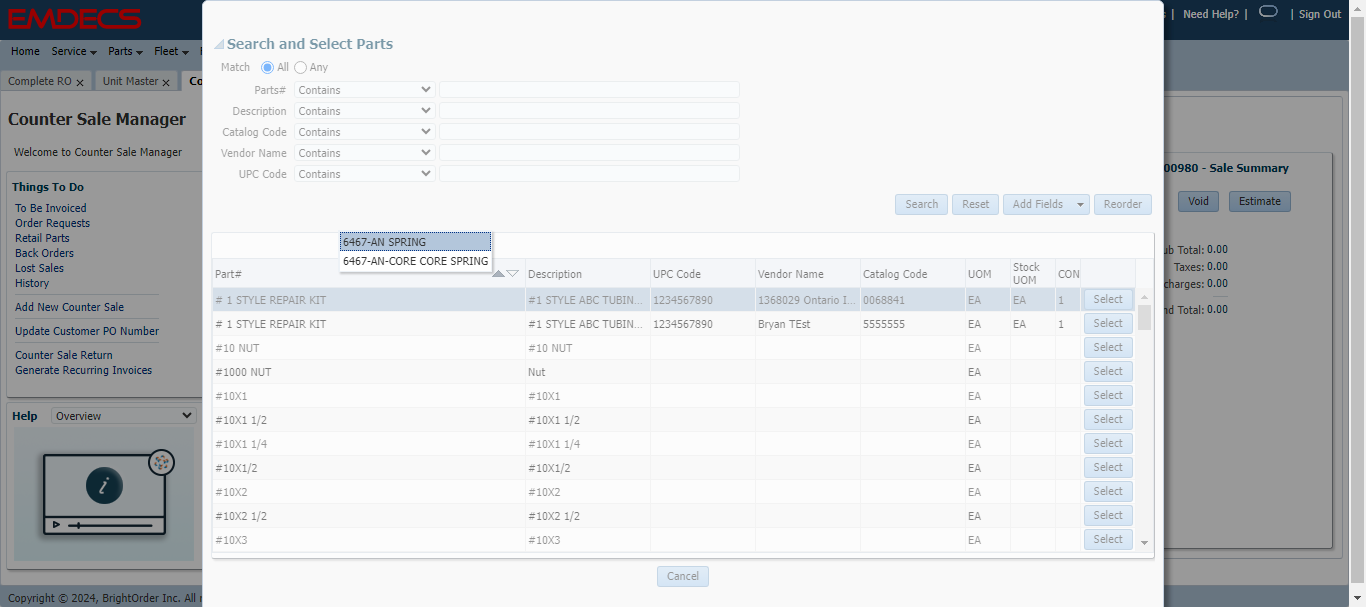 EMDECS
Need Help? |
| Sign Out
Home Service Parts Fleet
Complete RO x Unit Master x Co
Counter Sale Manager
Welcome to Counter Sale Manager
Things To Do
To Be Invoiced
Order Requests
Retail Parts
Back Orders
Lost Sales
History
Add New Counter Sale
Update Customer PO Number
Counter Sale Return
Generate Recurring Invoices
Help Overview
Copyright © 2024, BrightOrder Inc. All
Search and Select Parts
Match All Any
Parts# Contains
Description Contains
Catalog Code Contains
Vendor Name Contains
UPC Code Contains
Search Reset Add Fields Reorder
6467-AN SPRING
6467-AN-CORE CORE SPRING
Part# Description UPC Code Vendor Name Catalog Code UOM Stock UOM CON
# 1 STYLE REPAIR KIT #1 STYLE ABC TUBIN... 1234567890 1368029 Ontario I... 0068841 EA EA 1 Select
# 1 STYLE REPAIR KIT #1 STYLE ABC TUBIN... 1234567890 Bryan TEst 5555555 EA EA 1 Select
#10 NUT #10 NUT EA Select
#1000 NUT Nut EA Select
#10X1 #10X1 EA Select
#10X1 1/2 #10X1 1/2 EA Select
#10X1 1/4 #10X1 1/4 EA Select
#10X1/2 #10X1/2 EA Select
#10X2 #10X2 EA Select
#10X2 1/2 #10X2 1/2 EA Select
#10X3 #10X3 EA Select
Cancel
00980 - Sale Summary
Void Estimate
ub Total: 0.00
Taxes: 0.00
charges: 0.00
nd Total: 0.00